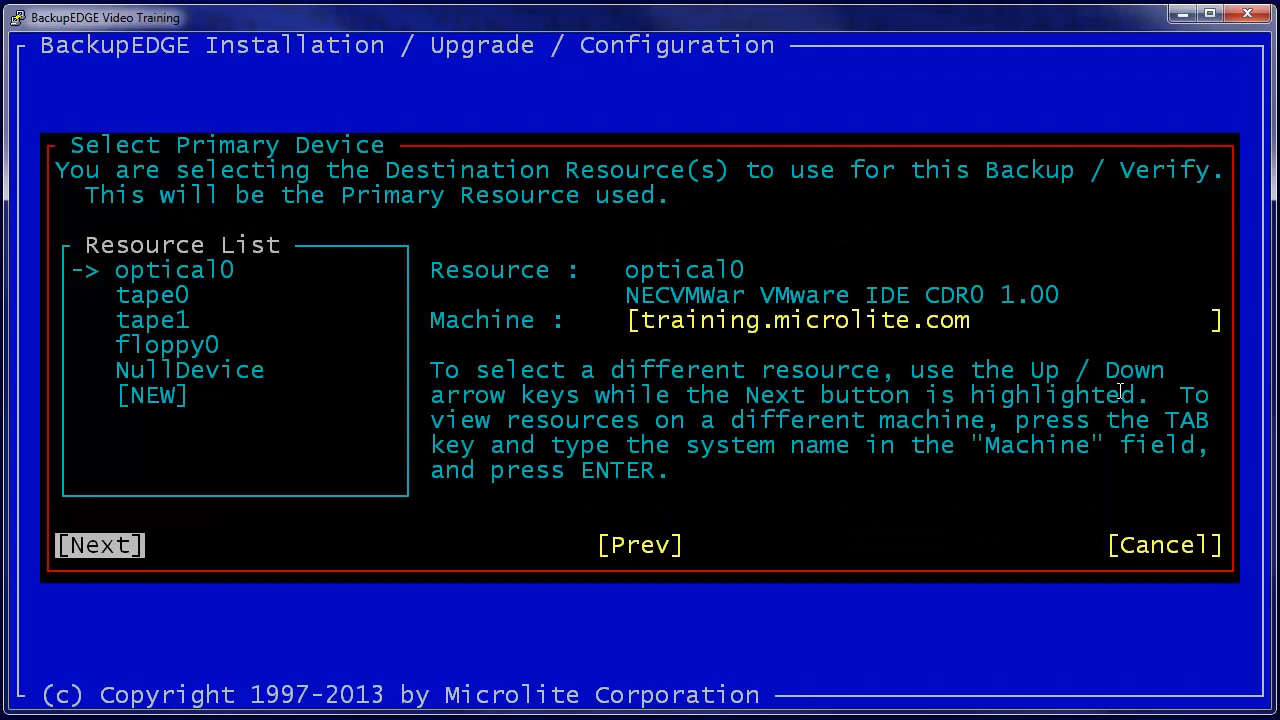 BackupEDGE Video Training
BackupEDGE Installation / Upgrade / Configuration
Select Primary Device
You are selecting the Destination Resource(s) to use for this Backup / Verify.
This will be the Primary Resource used.
Resource List
-> optical0
tape0
tape1
floppy0
NullDevice
[NEW]
Resource : optical0
NECVMWar VMware IDE CDR0 1.00
Machine : [training.microlite.com ]
To select a different resource, use the Up / Down
arrow keys while the Next button is highlighted. To
view resources on a different machine, press the TAB
key and type the system name in the "Machine" field,
and press ENTER.
[Next] [Prev] [Cancel]
(c) Copyright 1997-2013 by Microlite Corporation